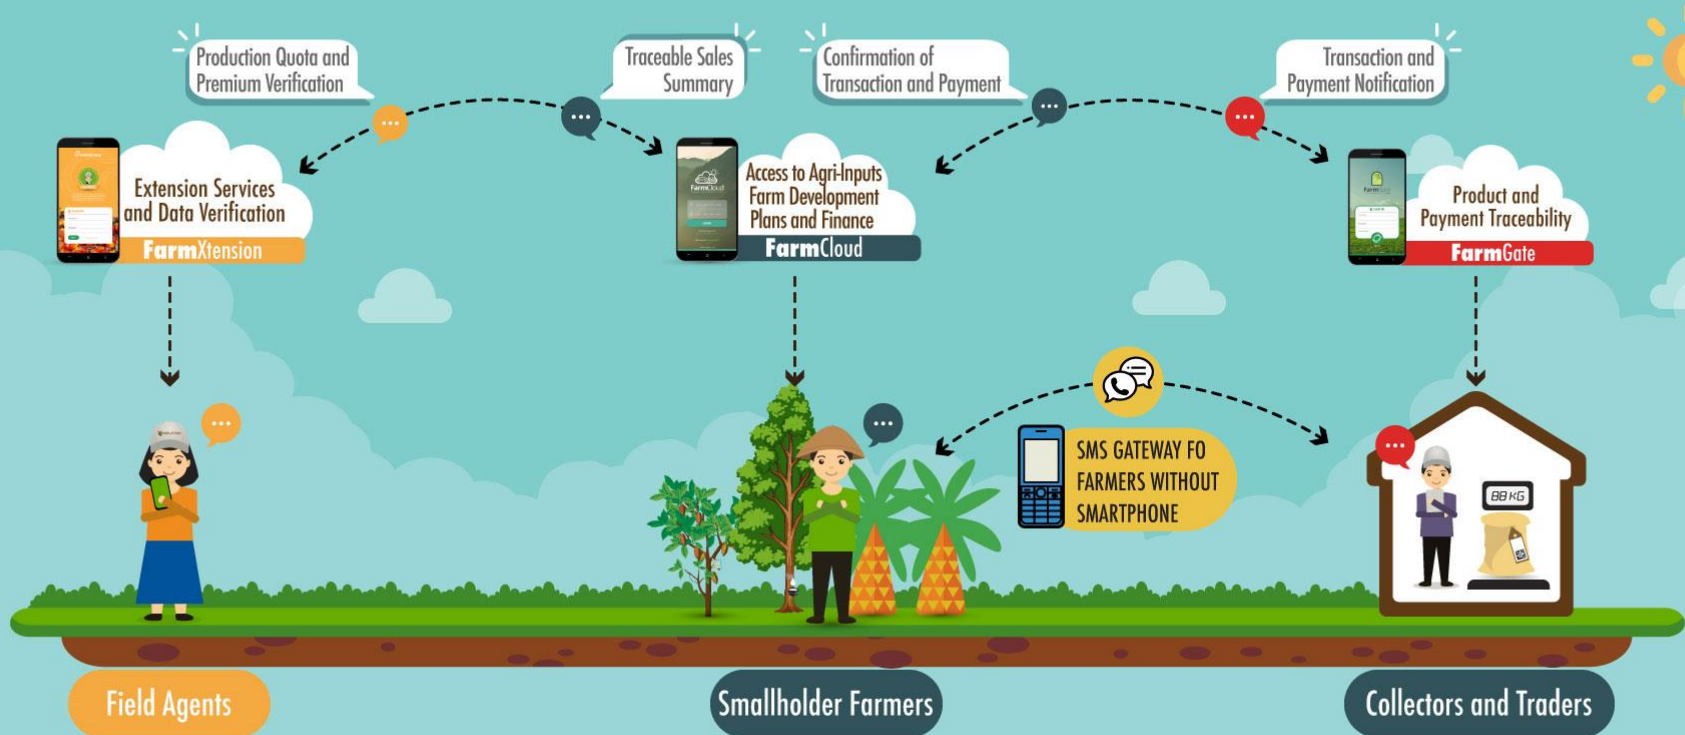 Production Quota and
Premium Verification
Traceable Sales
Summary
Confirmation of
Transaction and Payment
Transaction and
Payment Notification
Extension Services
and Data Verification
FarmXtension
FarmCloud
Access to Agri-Inputs
Farm Development
Plans and Finance
FarmCloud
Product and
Payment Traceability
FarmGate
SMS GATEWAY FO
FARMERS WITHOUT
SMARTPHONE
88 KG
Field Agents
Smallholder Farmers
Collectors and Traders